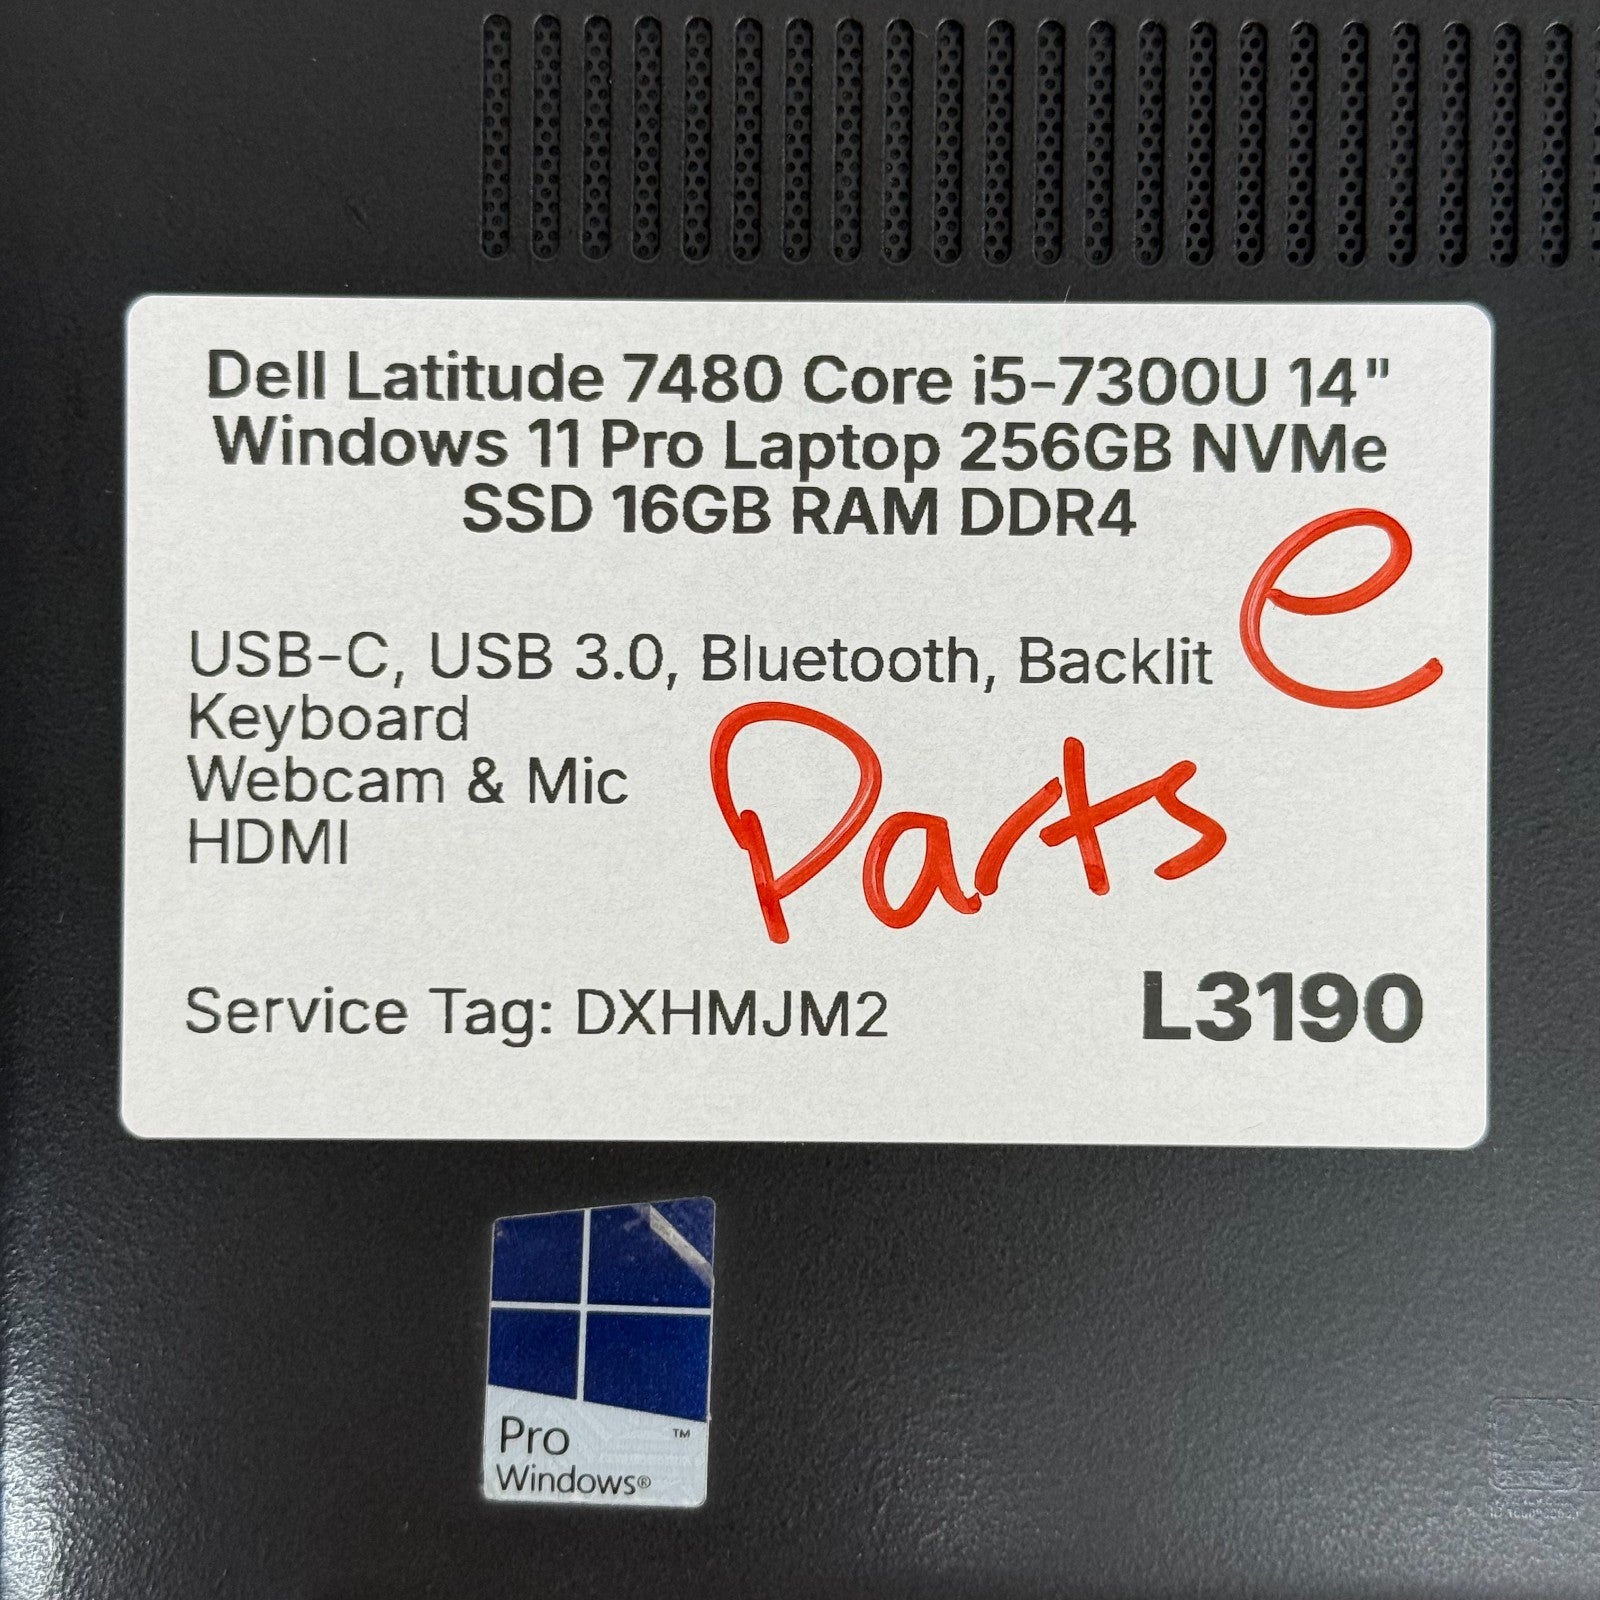 Dell Latitude 7480 Core i5-7300U 14"
Windows 11 Pro Laptop 256GB NVMe
SSD 16GB RAM DDR4
e
USB-C, USB 3.0, Bluetooth, Backlit
Keyboard
Webcam & Mic
HDMI
Parts
Service Tag: DXHMJM2
L3190
Pro
™
Windows®